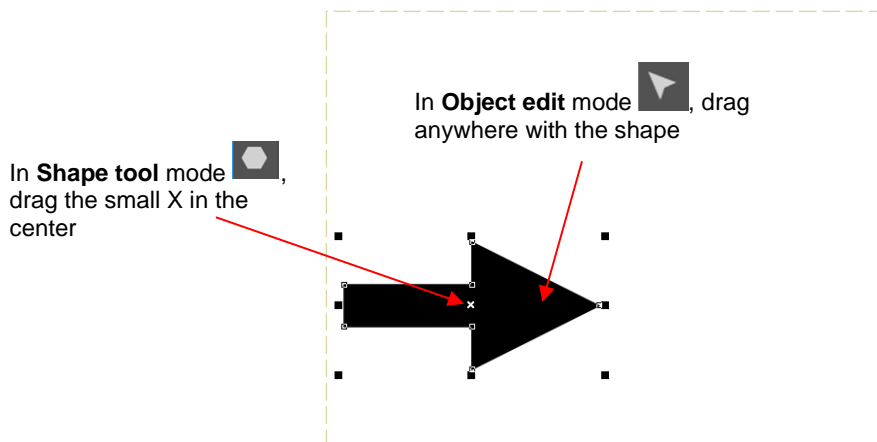 In Object edit mode , drag
anywhere with the shape
In Shape tool mode ,
drag the small X in the
center